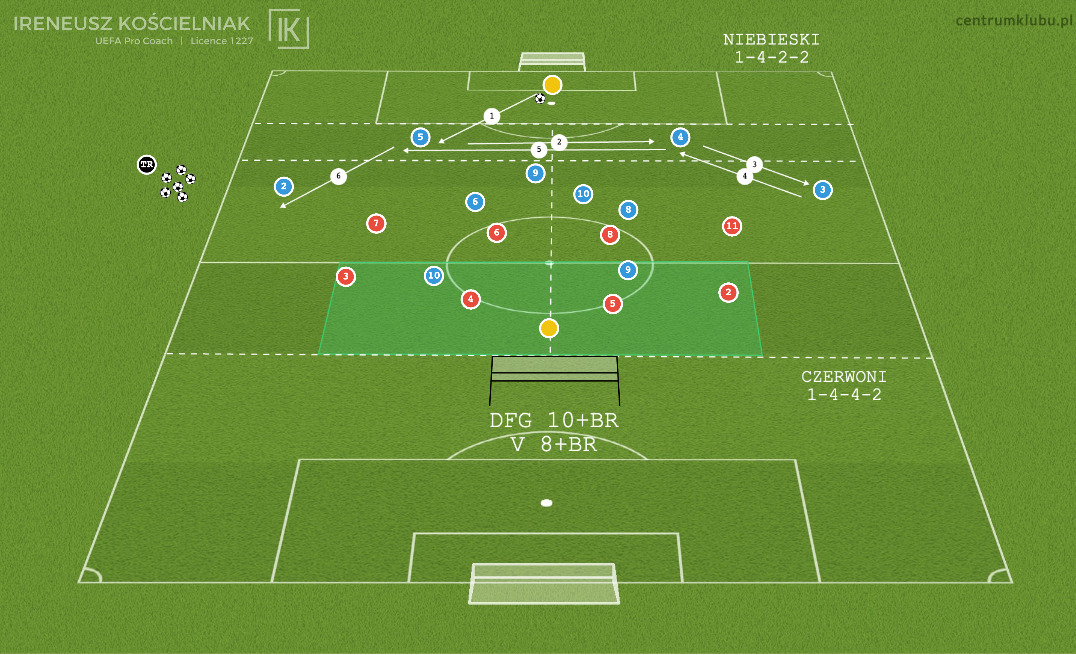 IRENEUSZ KOŚCIELNIAK
UEFA Pro Coach | Licence 1227
IK
centrumklubu.pl
NIEBIESKI
1-4-2-2
1
5
2
4
5
TR
6
3
4
9
2
3
10
6
8
7
6
8
11
3
10
9
4
5
2
CZERWONI
1-4-4-2
DFG 10+BR
V 8+BR